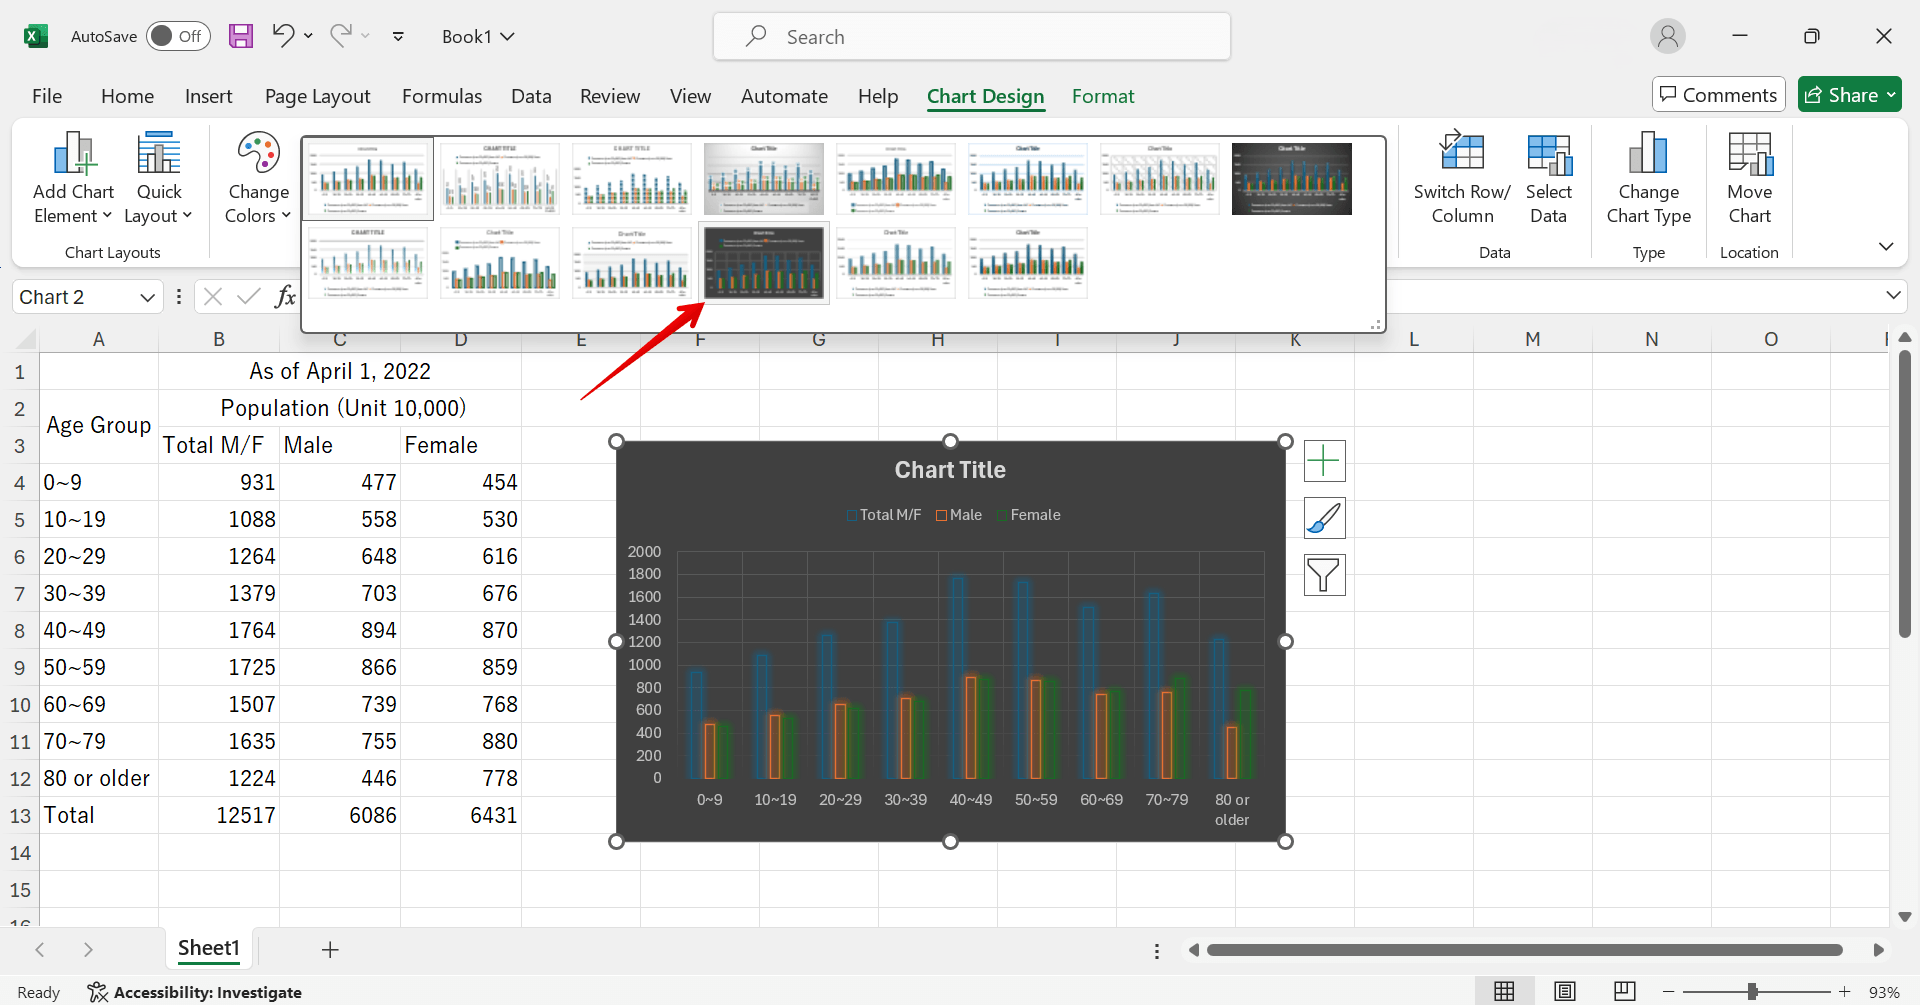 AutoSave Off Book1 Search
File Home Insert Page Layout Formulas Data Review View Automate Help Chart Design Format Comments Share
Add Chart Element
Quick Layout
Chart Layouts
Change Colors
Switch Row/ Column
Select Data
Data
Change Chart Type
Type
Move Chart
Location
Chart 2 fx
A B C D E F G H I J K L M N O
1 As of April 1, 2022
2 Population (Unit 10,000)
Age Group
3 Total M/F Male Female
4 0~9 931 477 454
5 10~19 1088 558 530
6 20~29 1264 648 616
7 30~39 1379 703 676
8 40~49 1764 894 870
9 50~59 1725 866 859
10 60~69 1507 739 768
11 70~79 1635 755 880
12 80 or older 1224 446 778
13 Total 12517 6086 6431
14
15
16
Chart Title
Total M/F Male Female
2000
1800
1600
1400
1200
1000
800
600
400
200
0
0~9 10~19 20~29 30~39 40~49 50~59 60~69 70~79 80 or
older
Sheet1
Ready Accessibility: Investigate 93%